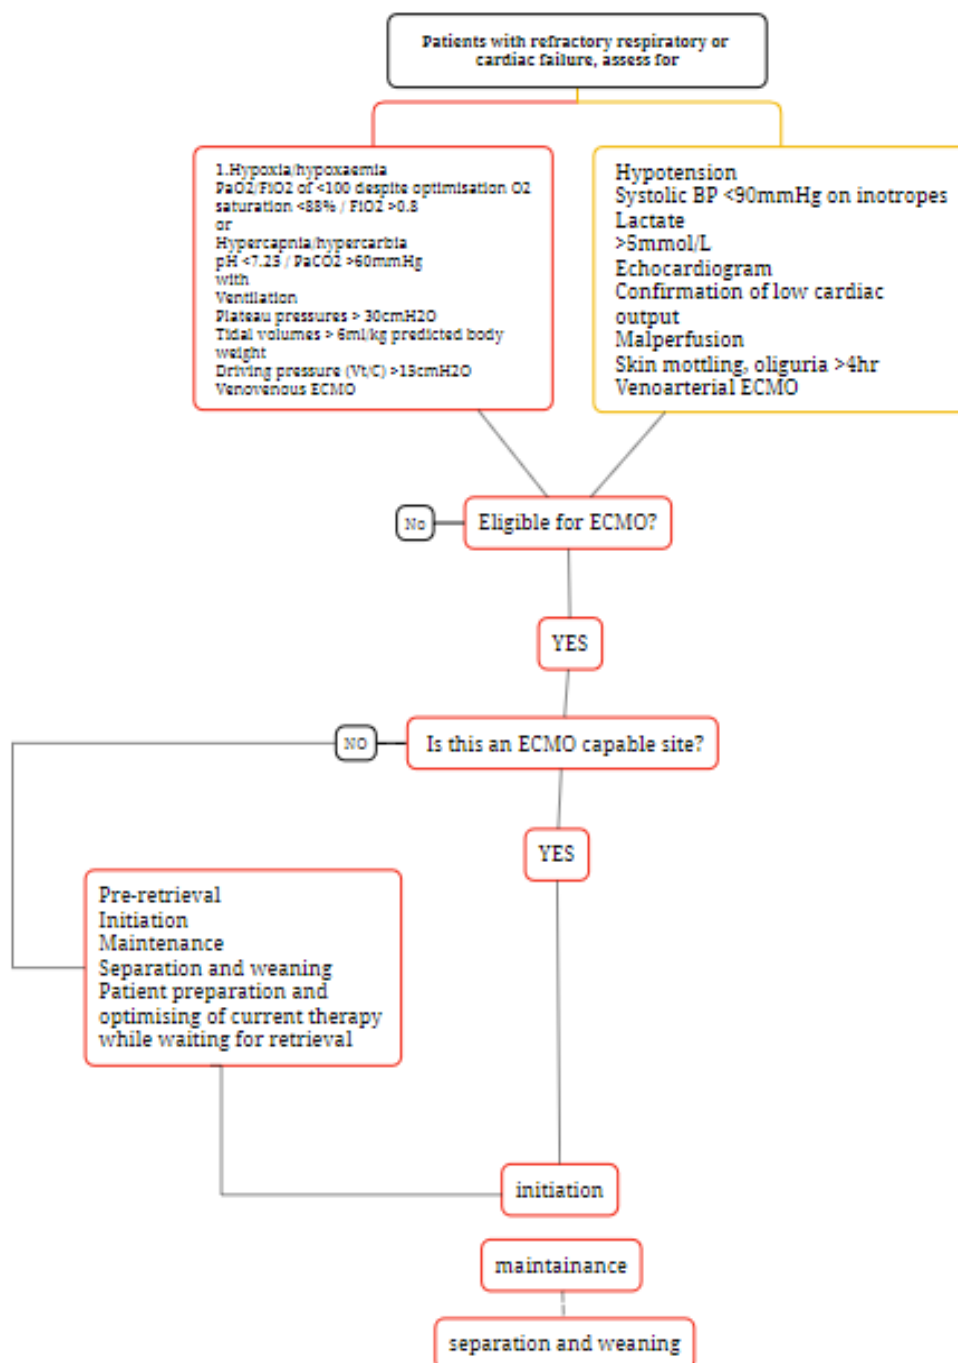 Patients with refractory respiratory or
cardiac failure, assess for
1.Hypoxia/hypoxaemia
PaO2/FiO2 of <100 despite optimisation O2
saturation <88% / FiO2 >0.8
or
Hypercapnia/hypercarbia
pH <7.25 / PaCO2 >60mmHg
with
Ventilation
Plateau pressures > 30cmH2O
Tidal volumes > 6ml/kg predicted body
weight
Driving pressure (Vt/C) >15cmH2O
Venovenous ECMO
Hypotension
Systolic BP <90mmHg on inotropes
Lactate
>5mmol/L
Echocardiogram
Confirmation of low cardiac
output
Malperfusion
Skin mottling, oliguria >4hr
Venoarterial ECMO
No
Eligible for ECMO?
YES
NO
Is this an ECMO capable site?
YES
Pre-retrieval
Initiation
Maintenance
Separation and weaning
Patient preparation and
optimising of current therapy
while waiting for retrieval
initiation
maintainance
separation and weaning